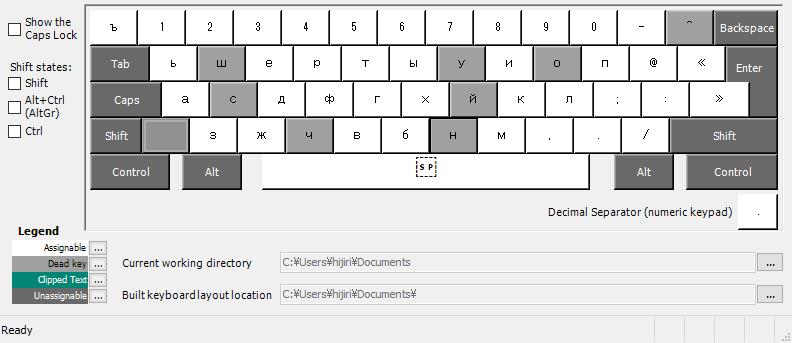 Show the
Caps Lock
Shift states:
Shift
Alt+Ctrl
(AltGr)
Ctrl
ъ 1 2 3 4 5 6 7 8 9 0 - ^ Backspace
Tab ь ш е р т ы у и о п @ « Enter
Caps а с д ф г х й к л ; : »
Shift з ж ч в б н м , . / Shift
Control Alt SP Alt Control
Decimal Separator (numeric keypad) .
Legend
Assignable ...
Dead key ...
Clipped Text ...
Unassignable ...
Current working directory C:¥Users¥hijiri¥Documents ...
Built keyboard layout location C:¥Users¥hijiri¥Documents¥ ...
Ready